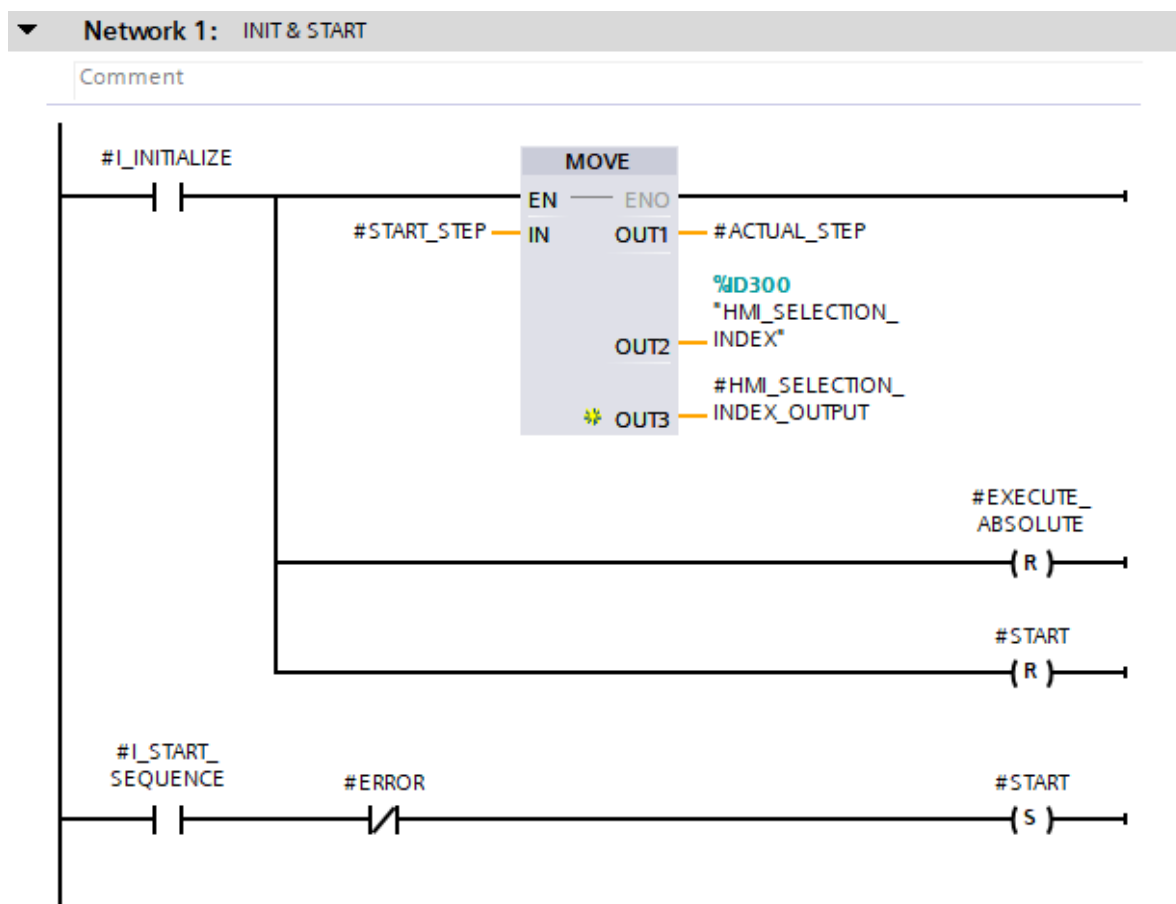 Network 1: INIT & START
Comment
#I_INITIALIZE
MOVE
EN ENO
#START_STEP IN OUT1 #ACTUAL_STEP
"HMI_SELECTION_
OUT2 INDEX"
#HMI_SELECTION_
OUT3 INDEX_OUTPUT
#EXECUTE_
ABSOLUTE
R
#START
R
#I_START_
SEQUENCE
#ERROR
#START
S